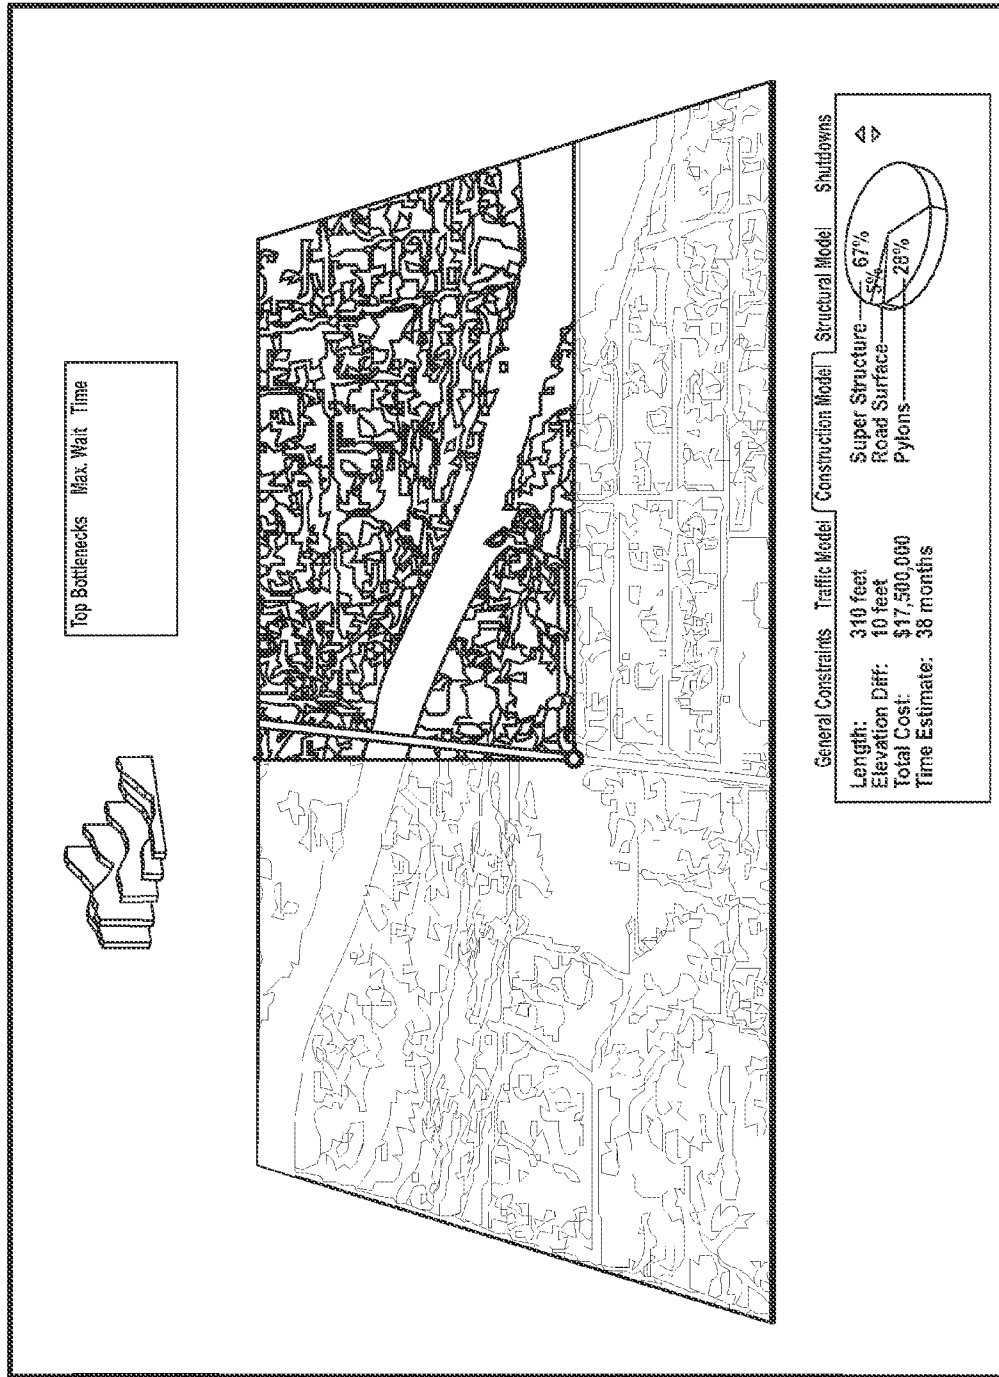 Top Bottlenecks Max. Wait Time
General Constraints Traffic Model Construction Model Structural Model Shutdowns
Length: 310 feet
Elevation Diff: 10 feet
Total Cost: $17,500,000
Time Estimate: 38 months
Super Structure 67%
Road Surface 5%
Pylons 28%